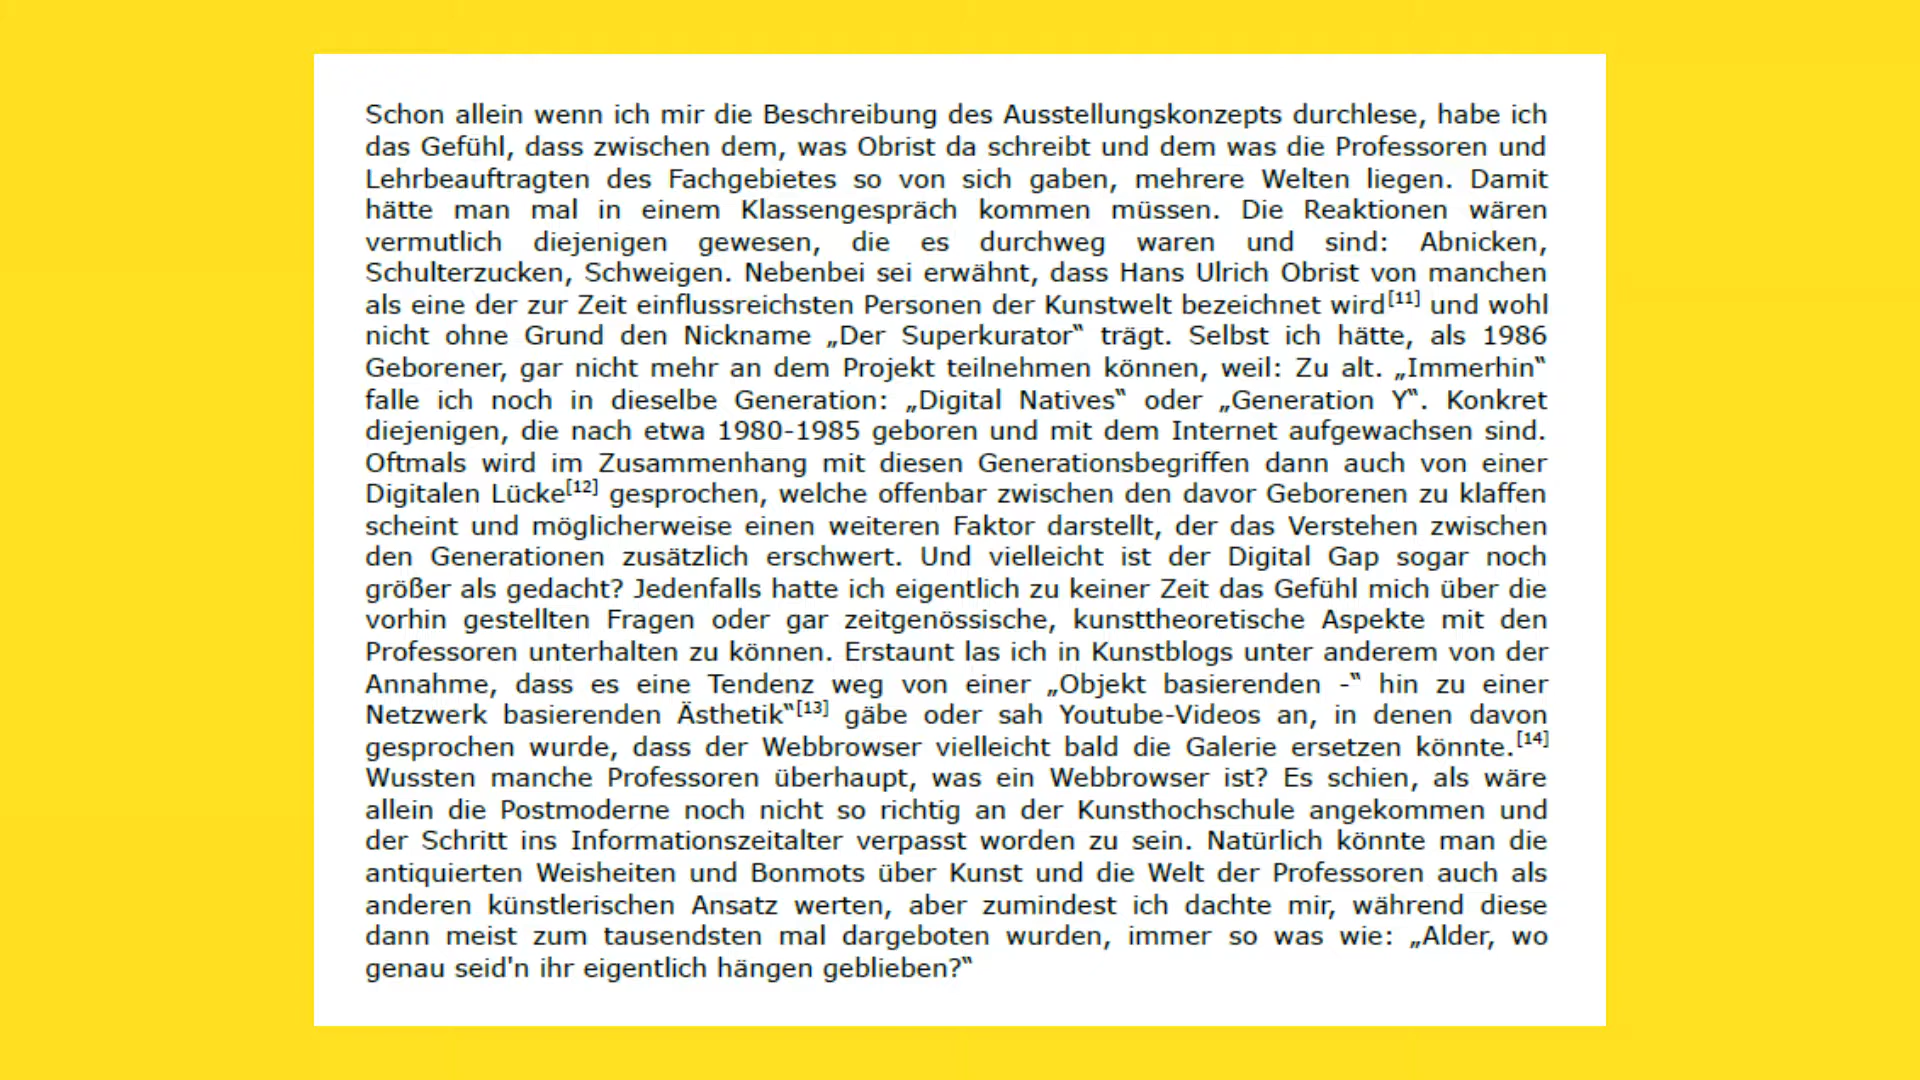 Schon allein wenn ich mir die Beschreibung des Ausstellungskonzepts durchlese, habe ich
das Gefühl, dass zwischen dem, was Obrist da schreibt und dem was die Professoren und
Lehrbeauftragten des Fachgebietes so von sich gaben, mehrere Welten liegen. Damit
hätte man mal in einem Klassengespräch kommen müssen. Die Reaktionen wären
vermutlich diejenigen gewesen, die es durchweg waren und sind: Abnicken,
Schulterzucken, Schweigen. Nebenbei sei erwähnt, dass Hans Ulrich Obrist von manchen
als eine der zur Zeit einflussreichsten Personen der Kunstwelt bezeichnet wird[11] und wohl
nicht ohne Grund den Nickname „Der Superkurator“ trägt. Selbst ich hätte, als 1986
Geborener, gar nicht mehr an dem Projekt teilnehmen können, weil: Zu alt. „Immerhin“
falle ich noch in dieselbe Generation: „Digital Natives“ oder „Generation Y“. Konkret
diejenigen, die nach etwa 1980-1985 geboren und mit dem Internet aufgewachsen sind.
Oftmals wird im Zusammenhang mit diesen Generationsbegriffen dann auch von einer
Digitalen Lücke[12] gesprochen, welche offenbar zwischen den davor Geborenen zu klaffen
scheint und möglicherweise einen weiteren Faktor darstellt, der das Verstehen zwischen
den Generationen zusätzlich erschwert. Und vielleicht ist der Digital Gap sogar noch
größer als gedacht? Jedenfalls hatte ich eigentlich zu keiner Zeit das Gefühl mich über die
vorhin gestellten Fragen oder gar zeitgenössische, kunsttheoretische Aspekte mit den
Professoren unterhalten zu können. Erstaunt las ich in Kunstblogs unter anderem von der
Annahme, dass es eine Tendenz weg von einer „Objekt basierenden -“ hin zu einer
Netzwerk basierenden Ästhetik“[13] gäbe oder sah Youtube-Videos an, in denen davon
gesprochen wurde, dass der Webbrowser vielleicht bald die Galerie ersetzen könnte.[14]
Wussten manche Professoren überhaupt, was ein Webbrowser ist? Es schien, als wäre
allein die Postmoderne noch nicht so richtig an der Kunsthochschule angekommen und
der Schritt ins Informationszeitalter verpasst worden zu sein. Natürlich könnte man die
antiquierten Weisheiten und Bonmots über Kunst und die Welt der Professoren auch als
anderen künstlerischen Ansatz werten, aber zumindest ich dachte mir, während diese
dann meist zum tausendsten mal dargeboten wurden, immer so was wie: „Alder, wo
genau seid'n ihr eigentlich hängen geblieben?“